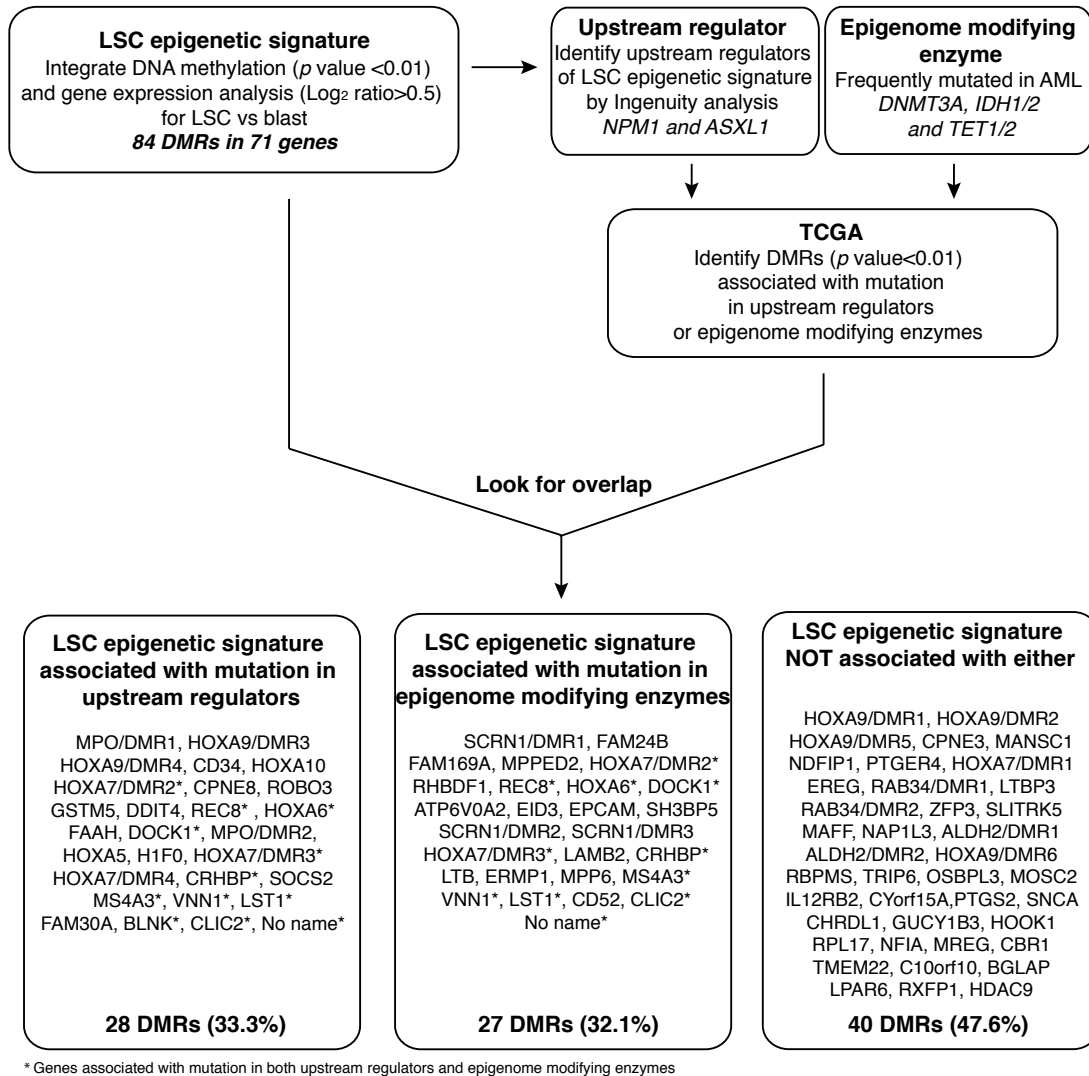 LSC epigenetic signature
Integrate DNA methylation (p value <0.01)
and gene expression analysis (Log2 ratio>0.5)
for LSC vs blast
84 DMRs in 71 genes
Upstream regulator
Identify upstream regulators
of LSC epigenetic signature
by Ingenuity analysis
NPM1 and ASXL1
Epigenome modifying
enzyme
Frequently mutated in AML
DNMT3A, IDH1/2
and TET1/2
TCGA
Identify DMRs (p value<0.01)
associated with mutation
in upstream regulators
or epigenome modifying enzymes
Look for overlap
LSC epigenetic signature
associated with mutation in
upstream regulators
MPO/DMR1, HOXA9/DMR3
HOXA9/DMR4, CD34, HOXA10
HOXA7/DMR2*, CPNE8, ROBO3
GSTM5, DDIT4, REC8* , HOXA6*
FAAH, DOCK1*, MPO/DMR2,
HOXA5, H1F0, HOXA7/DMR3*
HOXA7/DMR4, CRHBP*, SOCS2
MS4A3*, VNN1*, LST1*
FAM30A, BLNK*, CLIC2*, No name*
28 DMRs (33.3%)
LSC epigenetic signature
associated with mutation in
epigenome modifying enzymes
SCRN1/DMR1, FAM24B
FAM169A, MPPED2, HOXA7/DMR2*
RHBDF1, REC8*, HOXA6*, DOCK1*
ATP6V0A2, EID3, EPCAM, SH3BP5
SCRN1/DMR2, SCRN1/DMR3
HOXA7/DMR3*, LAMB2, CRHBP*
LTB, ERMP1, MPP6, MS4A3*
VNN1*, LST1*, CD52, CLIC2*
No name*
27 DMRs (32.1%)
LSC epigenetic signature
NOT associated with either
HOXA9/DMR1, HOXA9/DMR2
HOXA9/DMR5, CPNE3, MANSC1
NDFIP1, PTGER4, HOXA7/DMR1
EREG, RAB34/DMR1, LTBP3
RAB34/DMR2, ZFP3, SLITRK5
MAFF, NAP1L3, ALDH2/DMR1
ALDH2/DMR2, HOXA9/DMR6
RBPMS, TRIP6, OSBPL3, MOSC2
IL12RB2, CYorf15A,PTGS2, SNCA
CHRDL1, GUCY1B3, HOOK1
RPL17, NFIA, MREG, CBR1
TMEM22, C10orf10, BGLAP
LPAR6, RXFP1, HDAC9
40 DMRs (47.6%)
* Genes associated with mutation in both upstream regulators and epigenome modifying enzymes